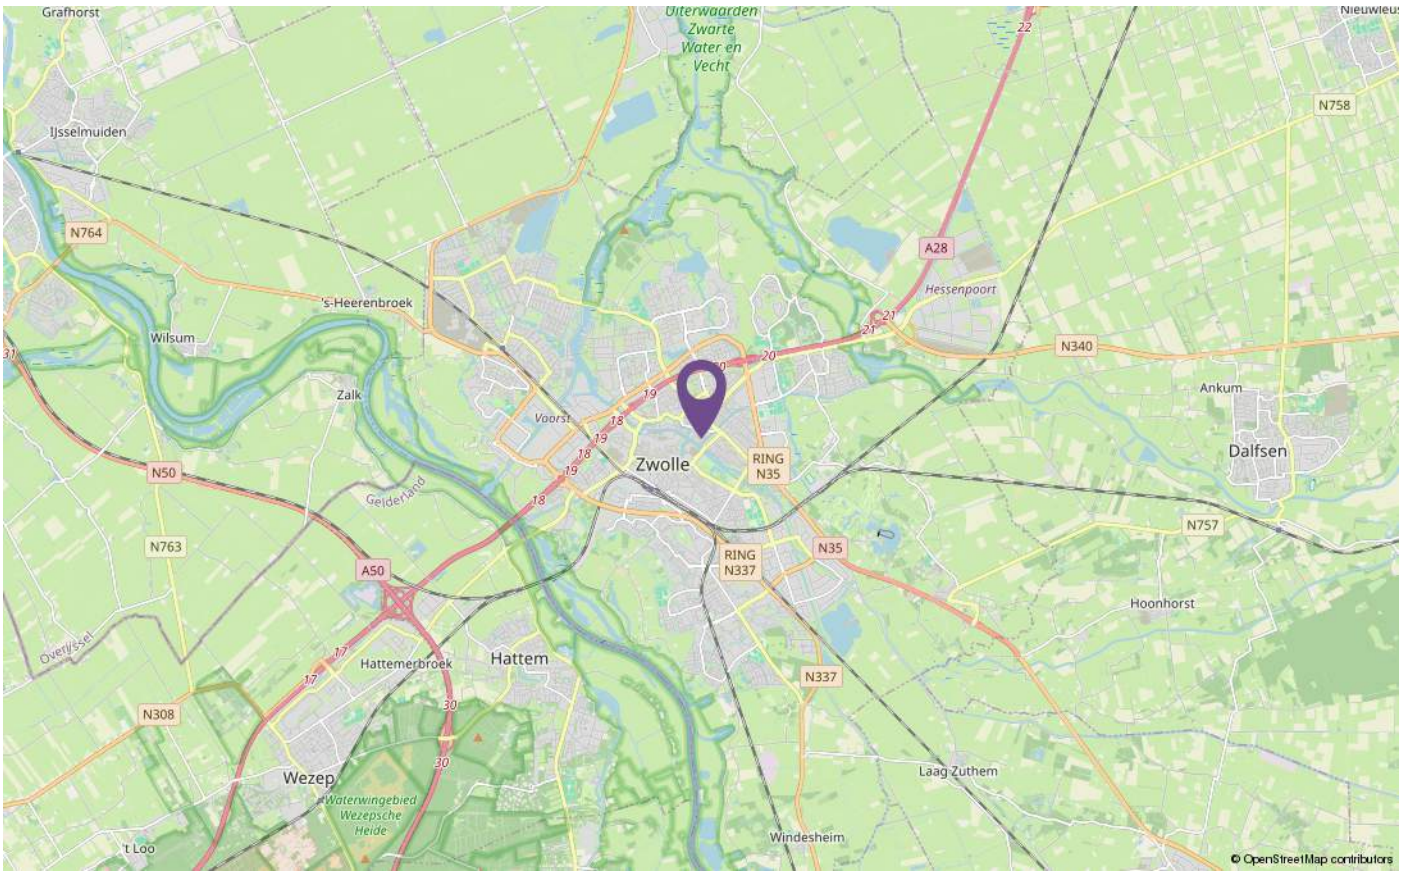 Grafhorst
Uiterwaarden
Zwarte
Water en
Vecht
22
Nieuwleus
N758
IJsselmuiden
N764
A28
Hessenpoort
's-Heerenbroek
21
21
Wilsum
N340
31
20
20
Ankum
Zalk
19
Voorst
18
19
18
19
Zwolle
RING
N35
Dalfsen
N50
Gelderland
18
N757
N763
N35
A50
RING
N337
Hoonhorst
Overijssel
17
Hattemerbroek
Hattem
17
N337
N308
30
30
Wezep
Laag Zuthem
Waterwingebied
Wezepsche
Heide
Windesheim
't Loo
© OpenStreetMap contributors